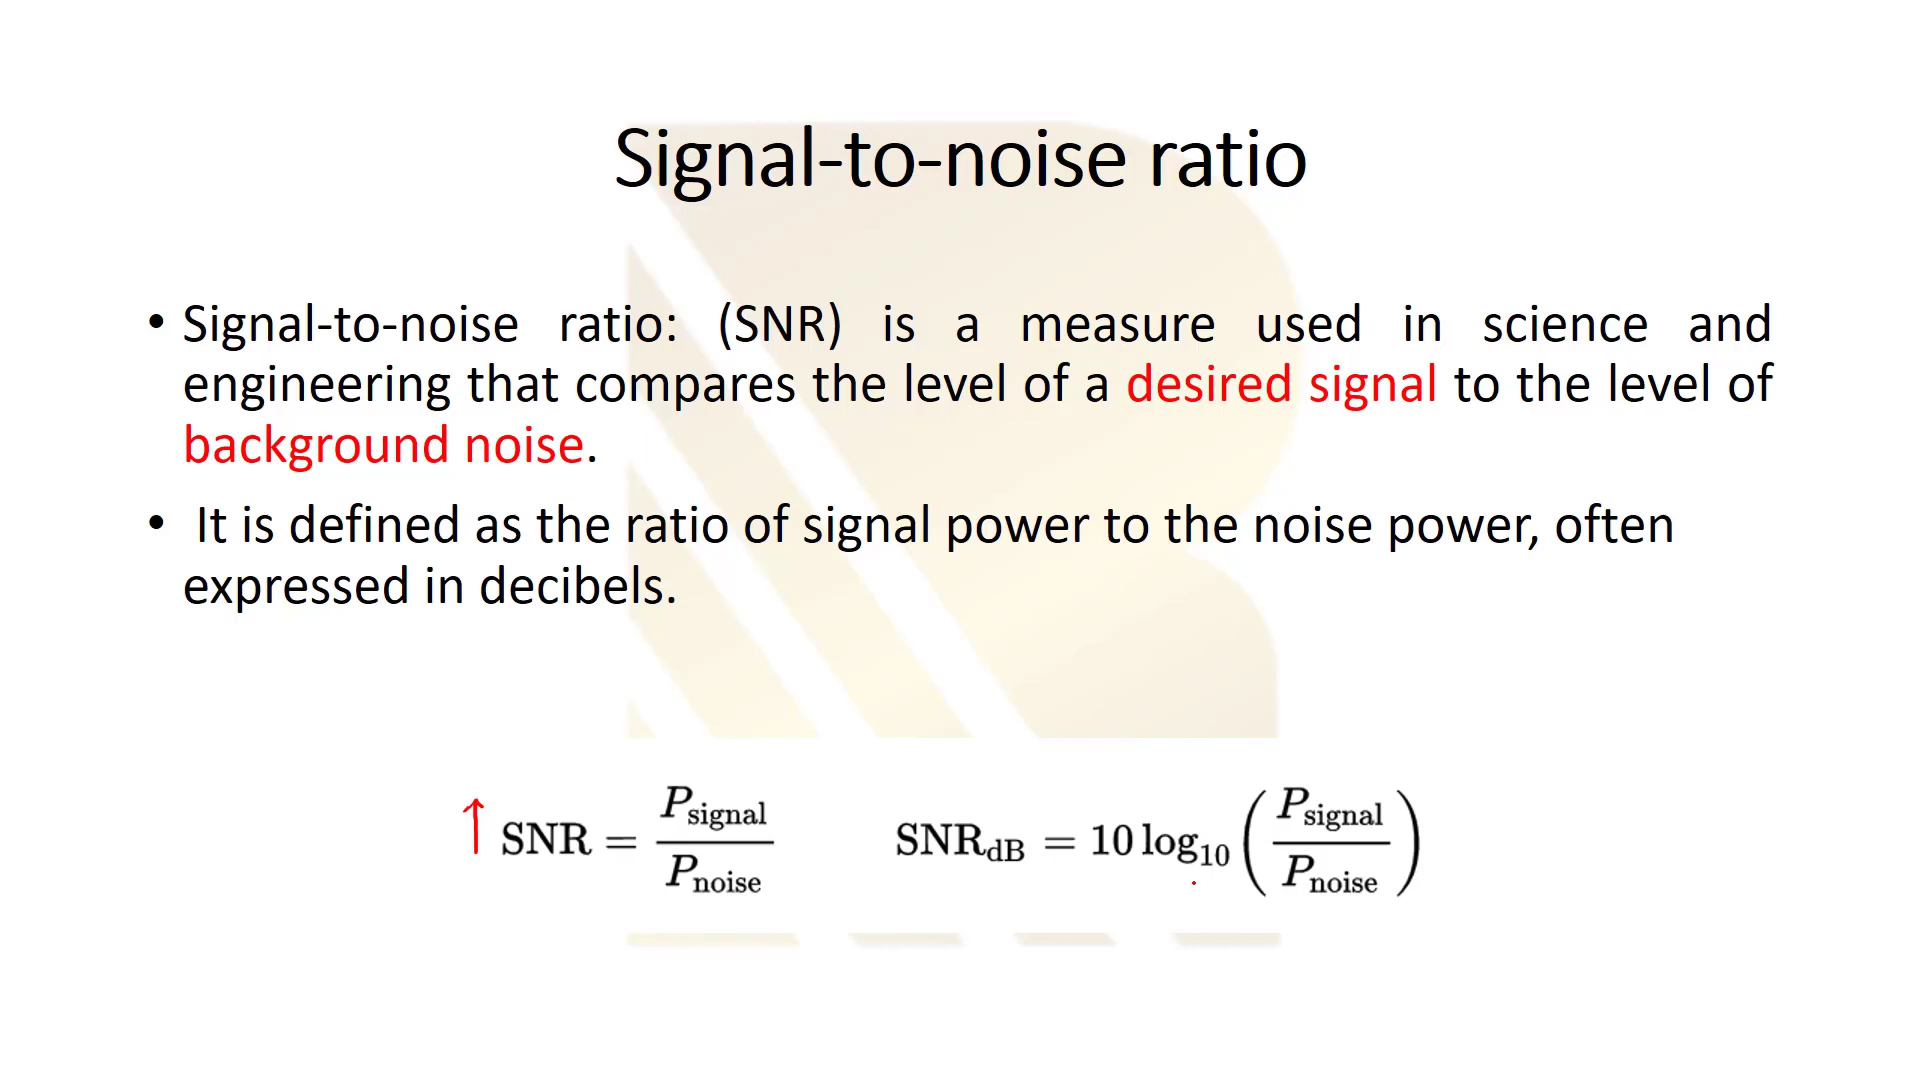 Signal-to-noise ratio
• Signal-to-noise ratio: (SNR) is a measure used in science and
engineering that compares the level of a desired signal to the level of
background noise.
• It is defined as the ratio of signal power to the noise power, often
expressed in decibels.
↑ SNR = P_signal / P_noise    SNR_dB = 10 log_10 (P_signal / P_noise)